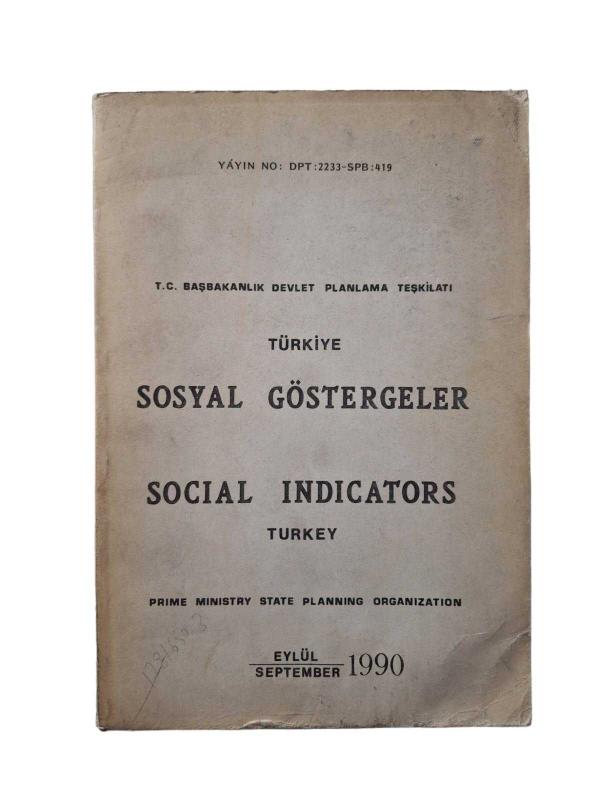 YAYIN NO: DPT:2233-SPB:419
T.C. BAŞBAKANLIK DEVLET PLANLAMA TEŞKİLATI
TÜRKİYE
SOSYAL GÖSTERGELER
SOCIAL INDICATORS
TURKEY
PRIME MINISTRY STATE PLANNING ORGANIZATION
EYLÜL
SEPTEMBER 1990